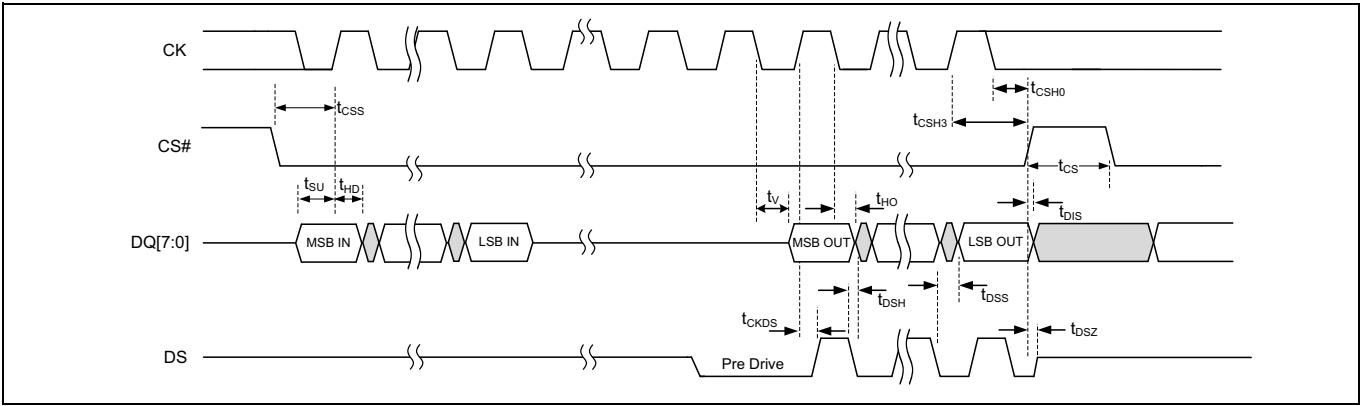 CK
tCSS
tCSH0
tCSH3
CS#
tCS
tSU
tHD
tV
tHO
tDIS
DQ[7:0]
MSB IN
LSB IN
MSB OUT
LSB OUT
tDSH
tDSS
tCKDS
tDSZ
DS
Pre Drive